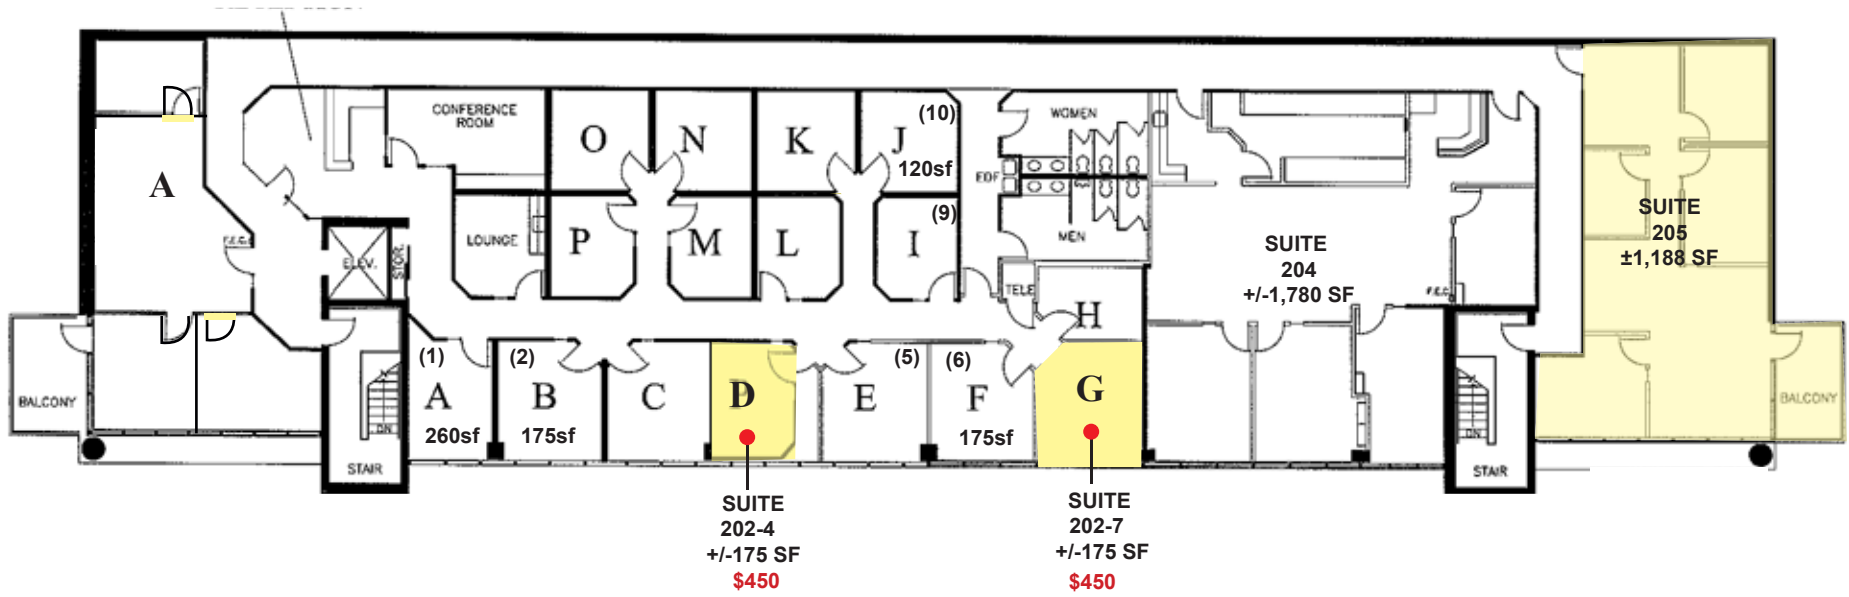 CONFERENCE
ROOM
O
N
K
J
(10)
120sf
WOMEN
A
EDF
(9)
LOUNGE
P
M
L
I
MEN
F.E.C.
ELEV.
STOR.
TELE
H
SUITE
204
+/-1,780 SF
F.E.C.
SUITE
205
±1,188 SF
(1)
A
260sf
(2)
B
175sf
C
D
(5)
E
(6)
F
175sf
G
BALCONY
DN
STAIR
DN
STAIR
BALCONY
SUITE
202-4
+/-175 SF
$450
SUITE
202-7
+/-175 SF
$450